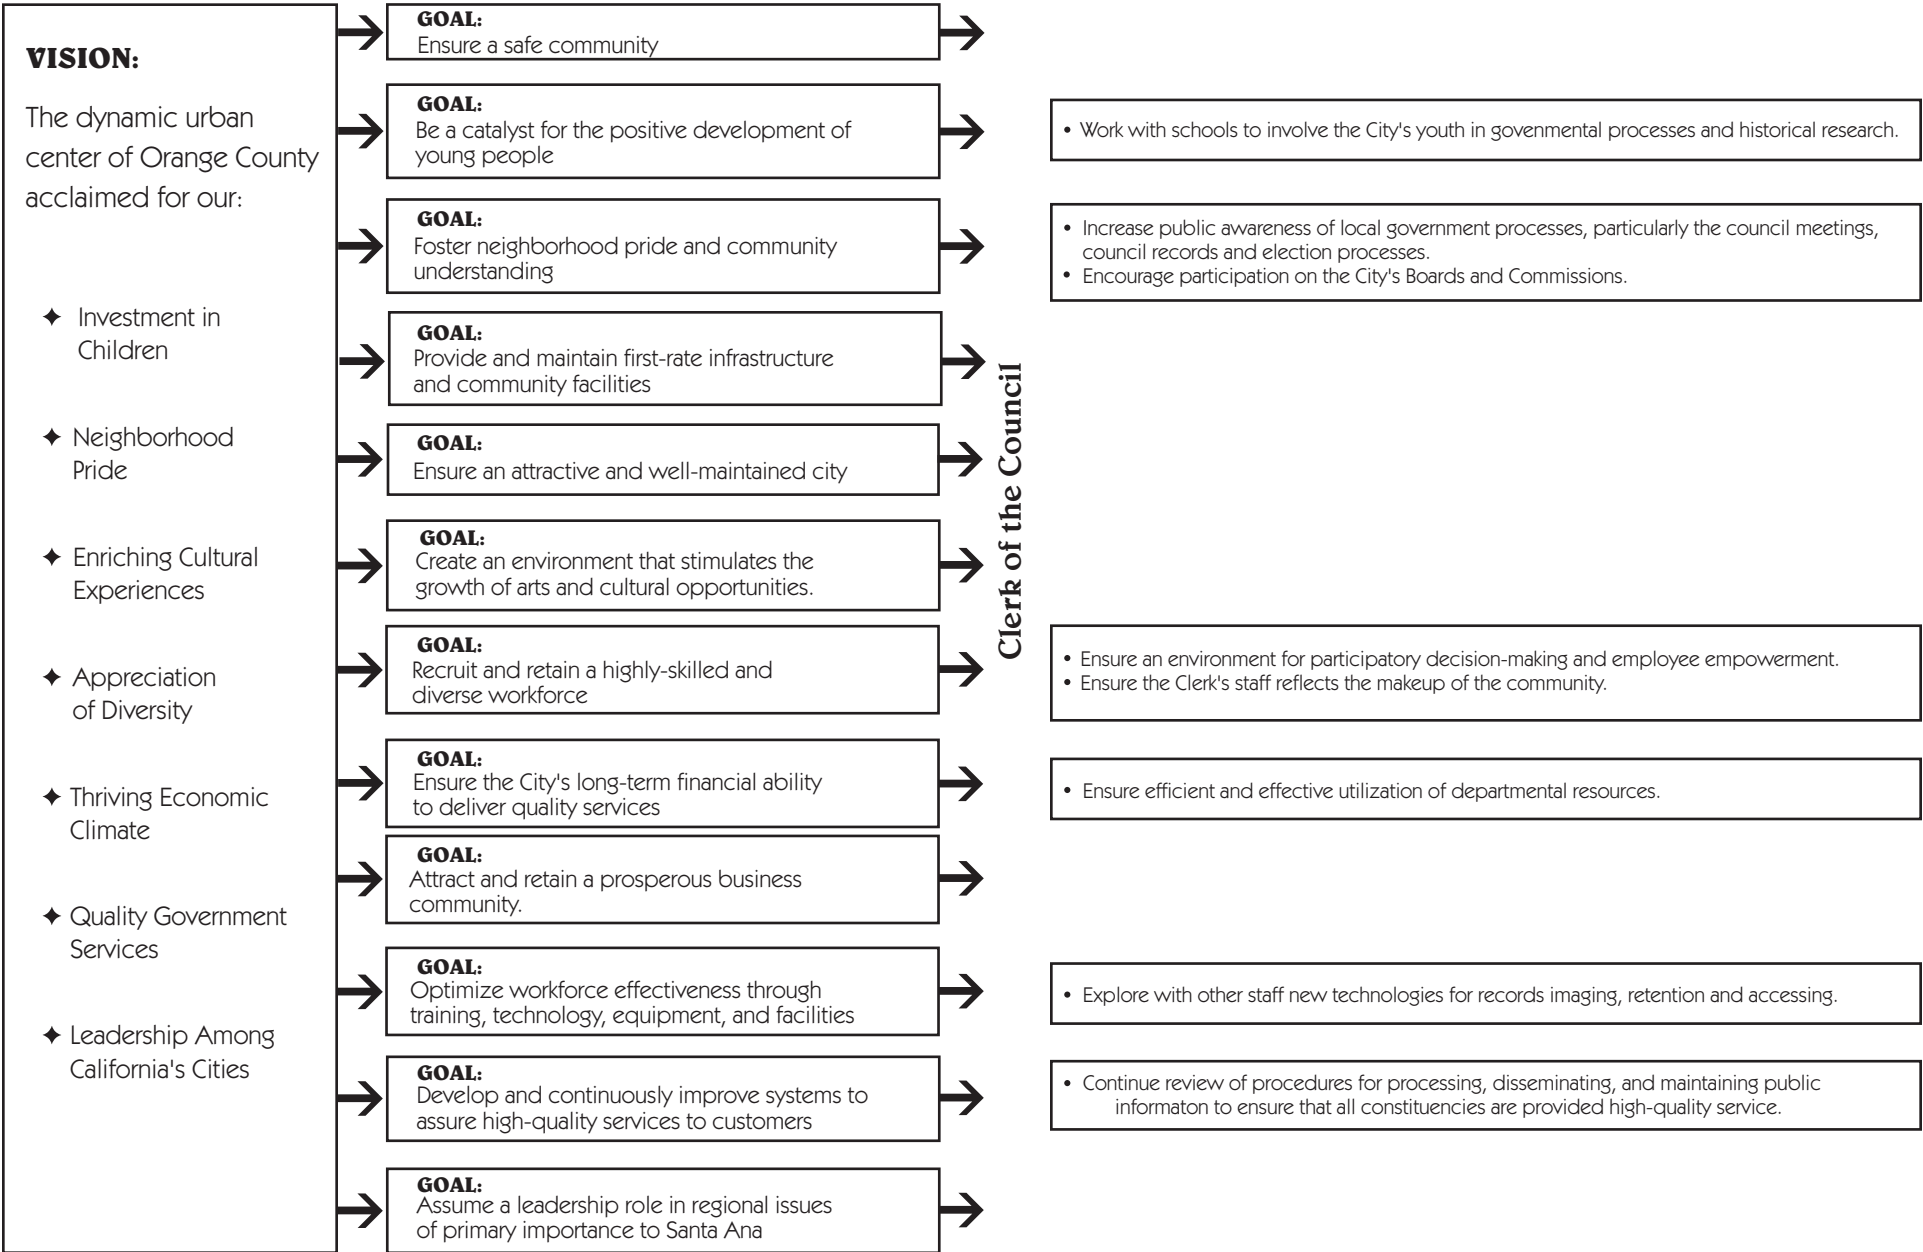 VISION:
The dynamic urban
center of Orange County
acclaimed for our:
✦ Investment in
Children
✦ Neighborhood
Pride
✦ Enriching Cultural
Experiences
✦ Appreciation
of Diversity
✦ Thriving Economic
Climate
✦ Quality Government
Services
✦ Leadership Among
California's Cities
GOAL:
Ensure a safe community
GOAL:
Be a catalyst for the positive development of
young people
GOAL:
Foster neighborhood pride and community
understanding
GOAL:
Provide and maintain first-rate infrastructure
and community facilities
GOAL:
Ensure an attractive and well-maintained city
GOAL:
Create an environment that stimulates the
growth of arts and cultural opportunities.
GOAL:
Recruit and retain a highly-skilled and
diverse workforce
GOAL:
Ensure the City's long-term financial ability
to deliver quality services
GOAL:
Attract and retain a prosperous business
community.
GOAL:
Optimize workforce effectiveness through
training, technology, equipment, and facilities
GOAL:
Develop and continuously improve systems to
assure high-quality services to customers
GOAL:
Assume a leadership role in regional issues
of primary importance to Santa Ana
Clerk of the Council
• Work with schools to involve the City's youth in govenmental processes and historical research.
• Increase public awareness of local government processes, particularly the council meetings,
council records and election processes.
• Encourage participation on the City's Boards and Commissions.
• Ensure an environment for participatory decision-making and employee empowerment.
• Ensure the Clerk's staff reflects the makeup of the community.
• Ensure efficient and effective utilization of departmental resources.
• Explore with other staff new technologies for records imaging, retention and accessing.
• Continue review of procedures for processing, disseminating, and maintaining public
informaton to ensure that all constituencies are provided high-quality service.